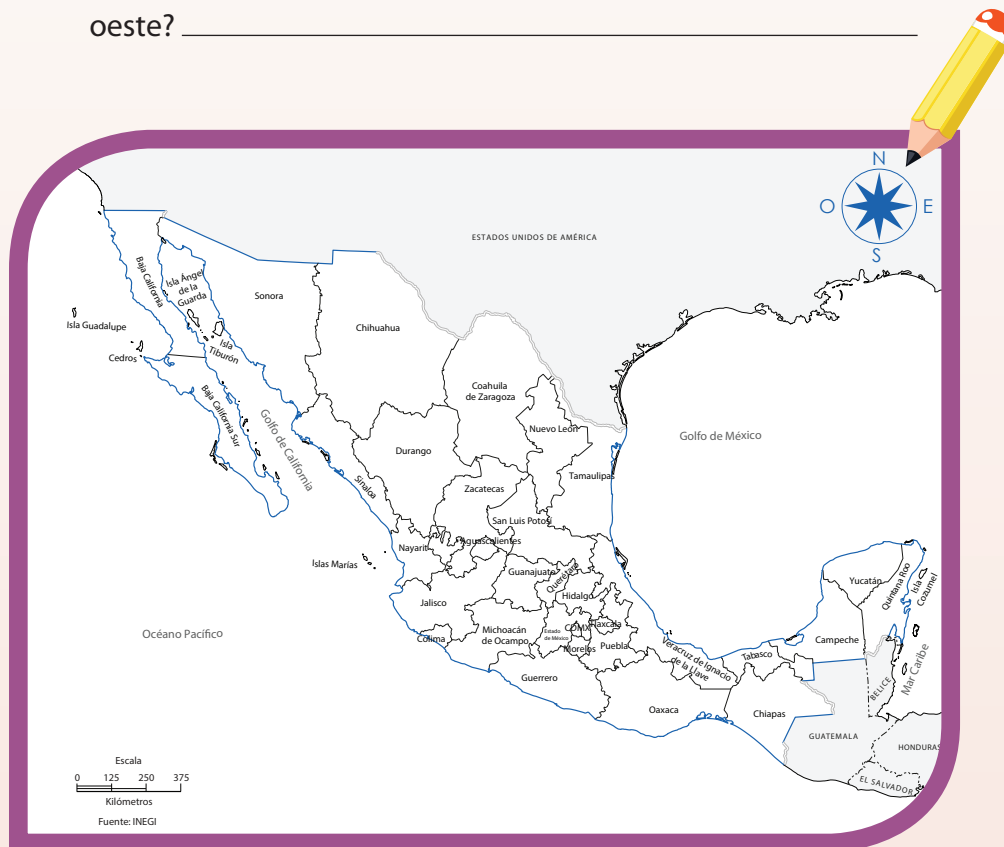 oeste?
N
O
E
S
ESTADOS UNIDOS DE AMÉRICA
Baja California
Isla Ángel
de la
Guarda
Sonora
Isla Guadalupe
Isla
Tiburón
Chihuahua
Cedros
Baja California Sur
Golfo de California
Coahuila
de Zaragoza
Nuevo León
Golfo de México
Durango
Sinaloa
Tamaulipas
Zacatecas
San Luis Potosí
Nayarit
Aguascalientes
Islas Marías
Guanajuato
Querétaro
Hidalgo
Yucatán
Quintana Roo
Isla
Cozumel
Jalisco
Océano Pacífico
Colima
Michoacán
de Ocampo
Estado
de México
CDMX
Tlaxcala
Morelos
Puebla
Veracruz de Ignacio
de la Llave
Tabasco
Campeche
Mar Caribe
BELICE
Guerrero
Oaxaca
Chiapas
GUATEMALA
HONDURAS
EL SALVADOR
Escala
0 125 250 375
Kilómetros
Fuente: INEGI